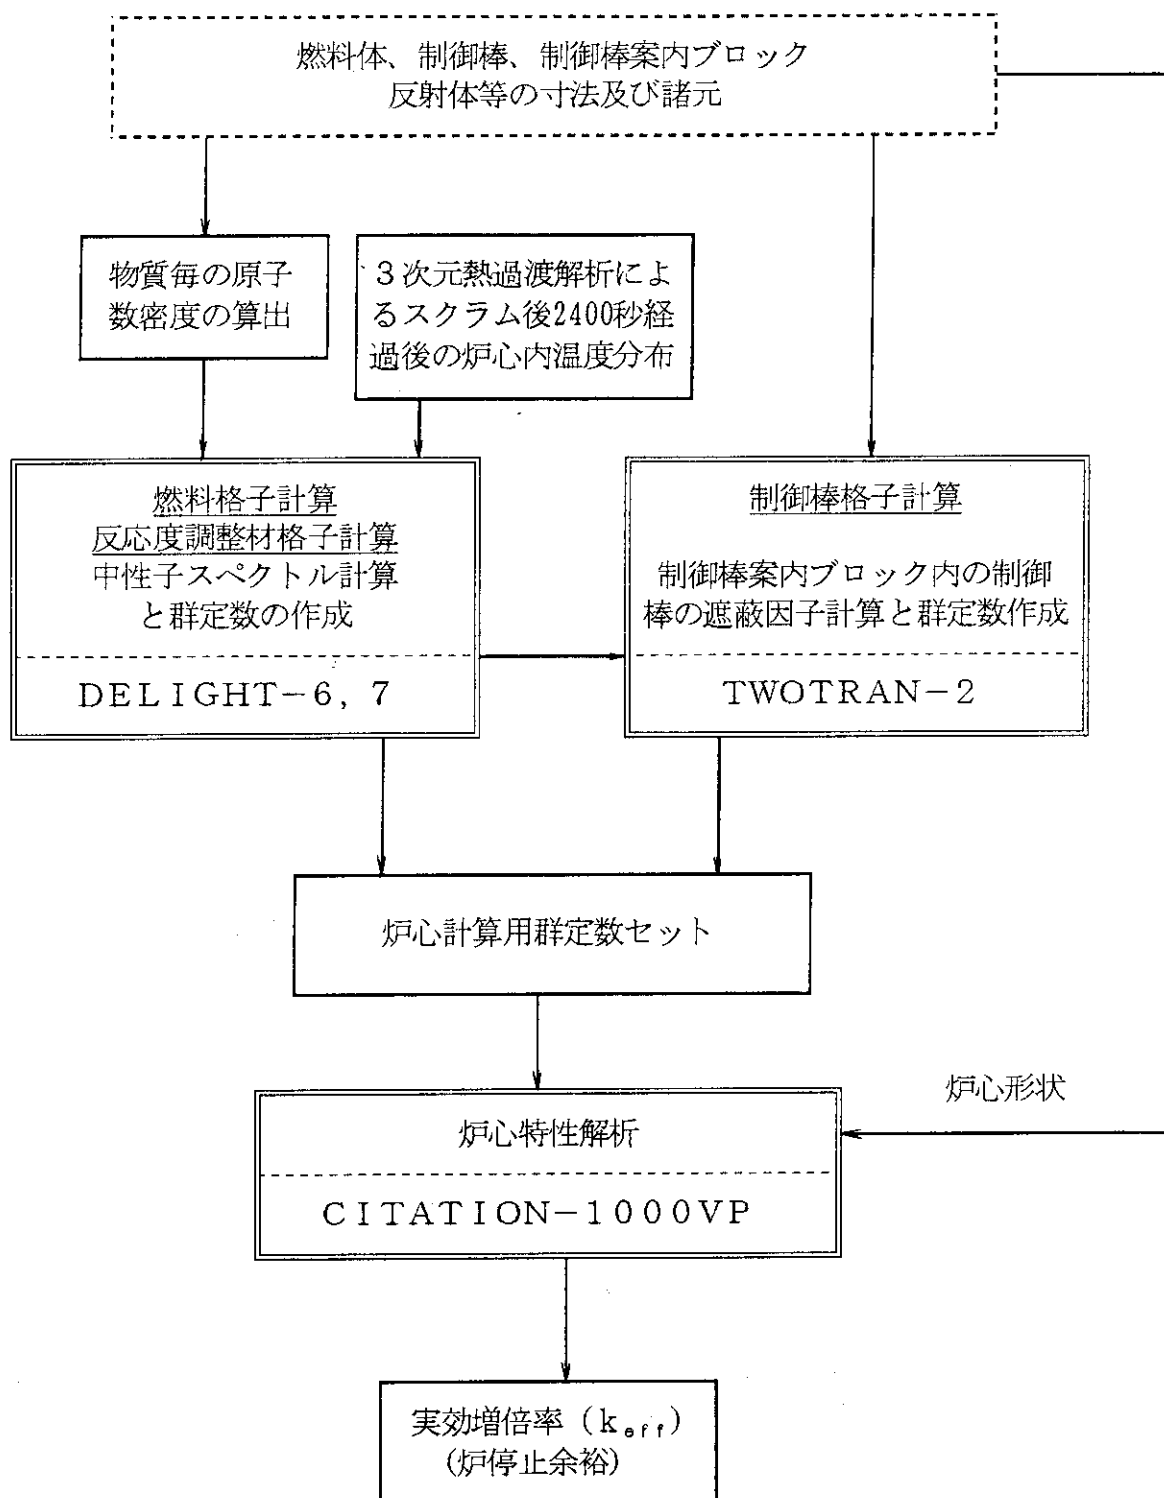 燃料体、制御棒、制御棒案内ブロック
反射体等の寸法及び諸元
物質毎の原子
数密度の算出
３次元熱過渡解析によ
るスクラム後2400秒経
過後の炉心内温度分布
燃料格子計算
反応度調整材格子計算
中性子スペクトル計算
と群定数の作成
DELIGHT−6, 7
制御棒格子計算
制御棒案内ブロック内の制御
棒の遮蔽因子計算と群定数作成
TWOTRAN−2
炉心計算用群定数セット
炉心形状
炉心特性解析
CITATION−1000VP
実効増倍率（keff）
(炉停止余裕)